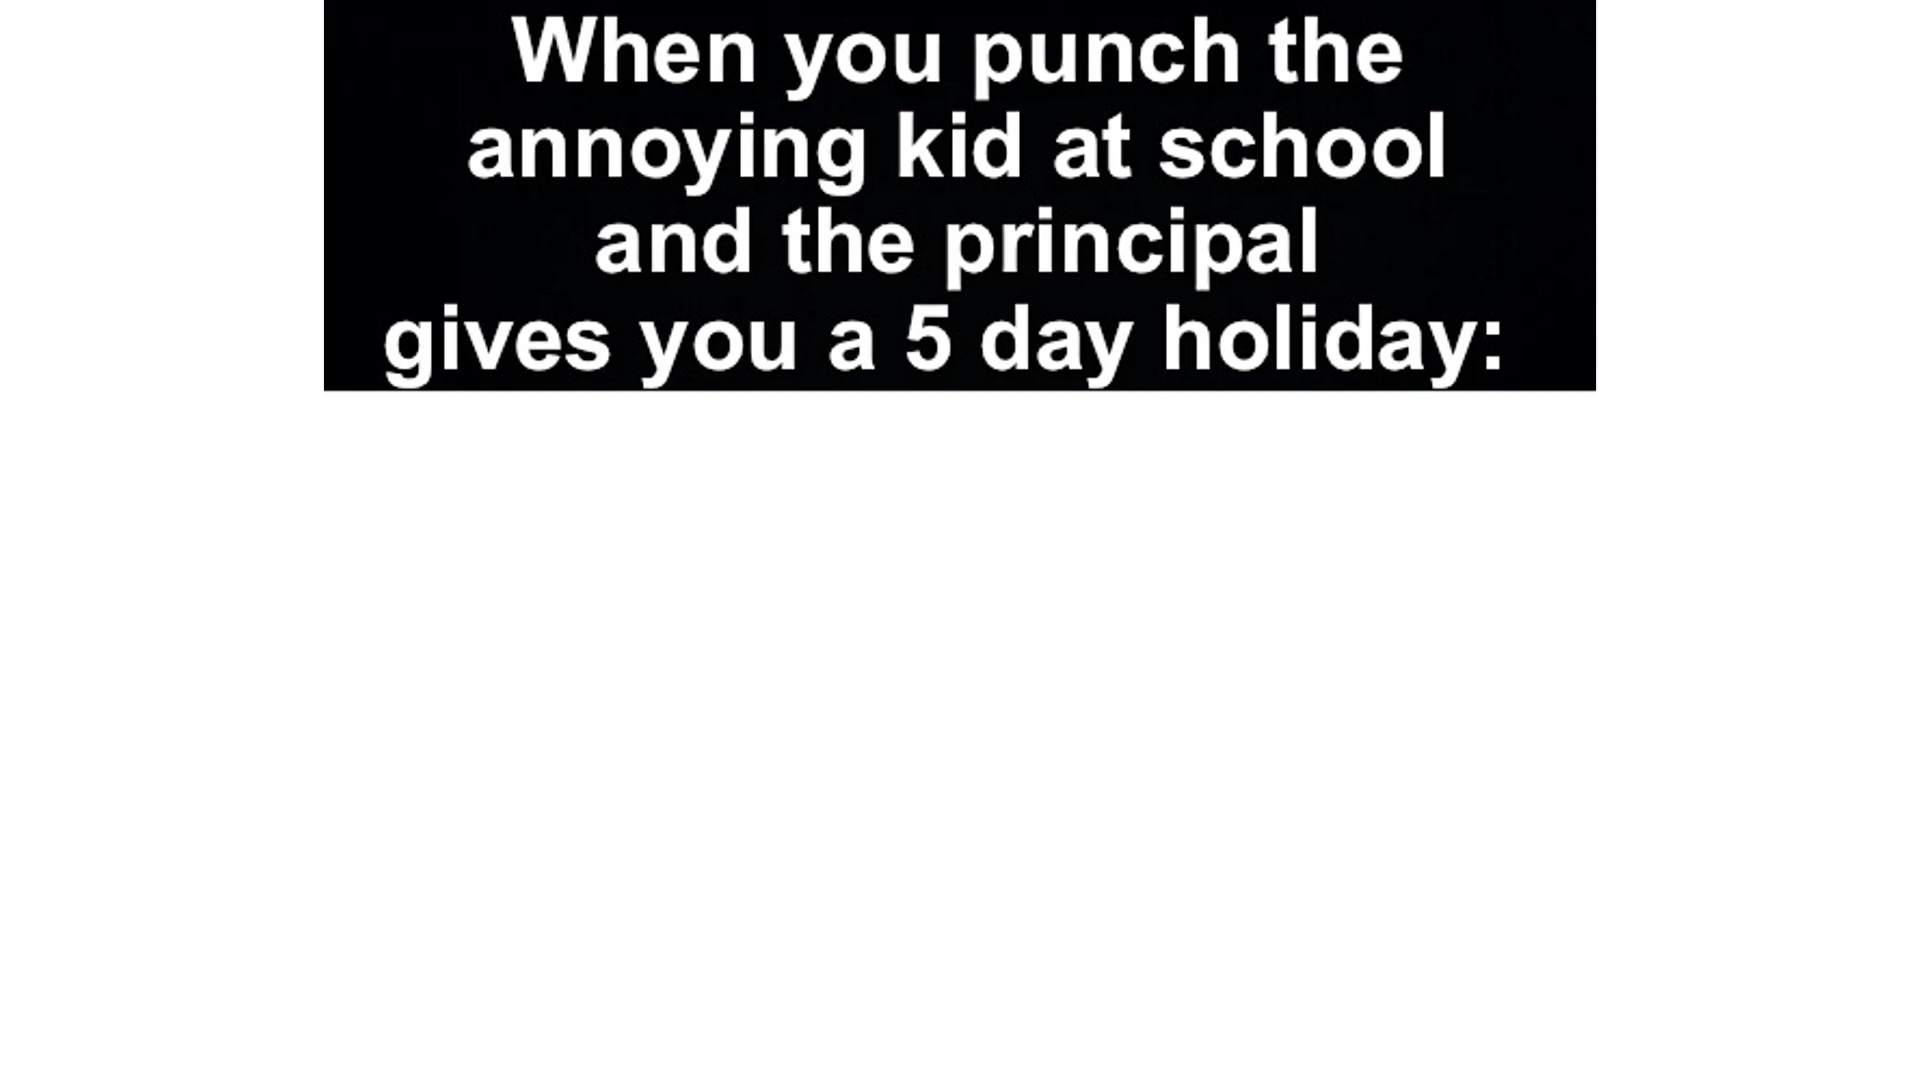 When you punch the
annoying kid at school
and the principal
gives you a 5 day holiday: